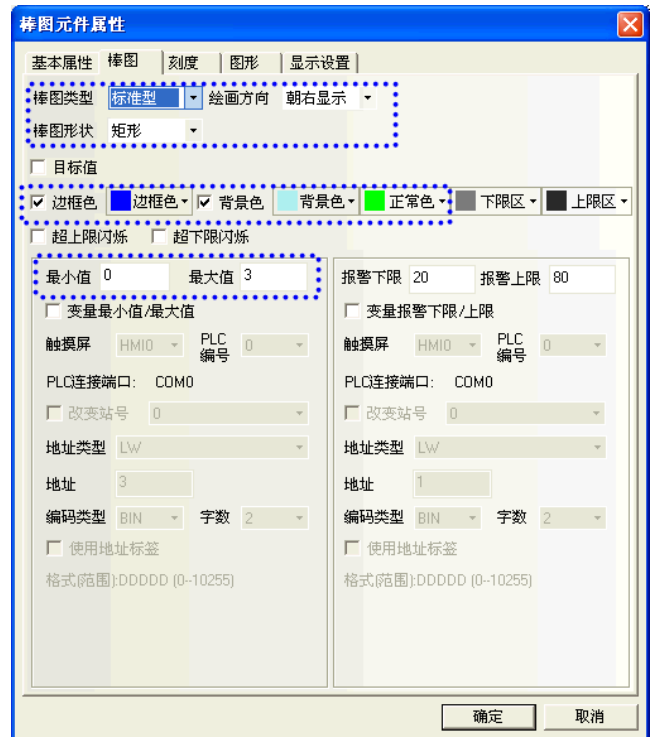 棒图元件属性
基本属性 棒图 刻度 图形 显示设置
棒图类型 标准型 绘画方向 朝右显示
棒图形状 矩形
目标值
边框色 边框色 背景色 背景色 正常色 下限区 上限区
超上限闪烁 超下限闪烁
最小值 0 最大值 3
变量最小值/最大值
触摸屏 HMI0 PLC编号 0
PLC连接端口: COM0
改变站号 0
地址类型 LW
地址 3
编码类型 BIN 字数 2
使用地址标签
格式(范围):DDDDD (0--10255)
报警下限 20 报警上限 80
变量报警下限/上限
触摸屏 HMI0 PLC编号 0
PLC连接端口: COM0
改变站号 0
地址类型 LW
地址 1
编码类型 BIN 字数 2
使用地址标签
格式(范围):DDDDD (0--10255)
确定 取消